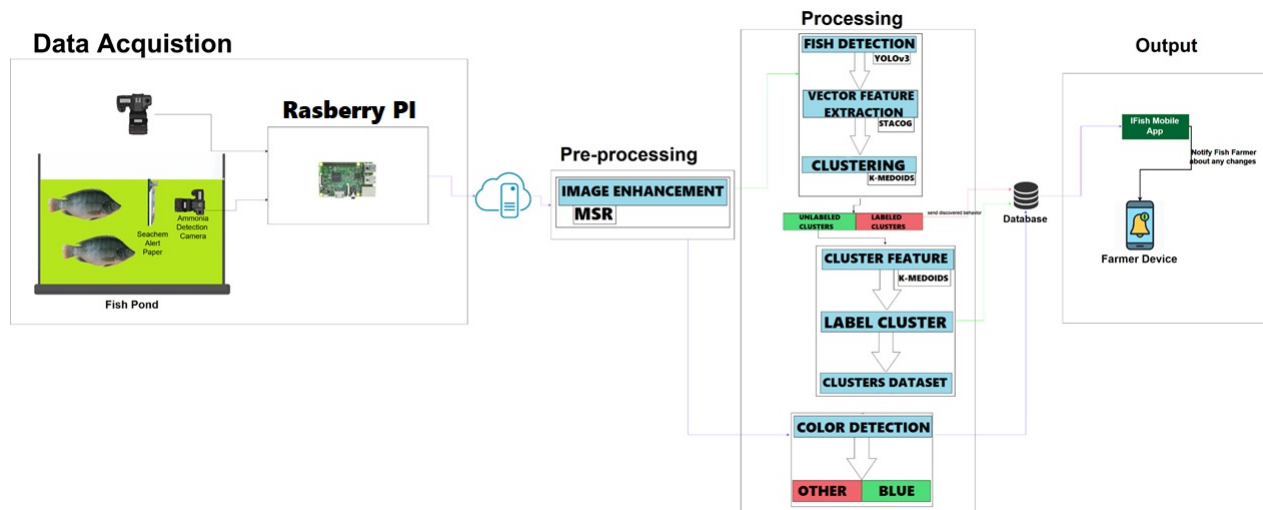 Data Acquistion
Rasberry PI
Seachem
Alert
Paper
Ammonia
Detection
Camera
Fish Pond
Pre-processing
IMAGE ENHANCEMENT
MSR
Processing
FISH DETECTION
YOLOv3
VECTOR FEATURE
EXTRACTION
STACOG
CLUSTERING
K-MEDOIDS
UNLABELED
CLUSTERS
LABELED
CLUSTERS
send discovered behavior
CLUSTER FEATURE
K-MEDOIDS
LABEL CLUSTER
CLUSTERS DATASET
COLOR DETECTION
OTHER
BLUE
Database
Output
IFish Mobile
App
Notify Fish Farmer
about any changes
Farmer Device